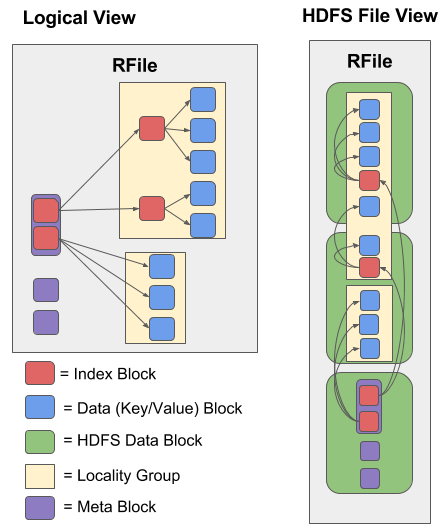 Logical View
HDFS File View
RFile
RFile
= Index Block
= Data (Key/Value) Block
= HDFS Data Block
= Locality Group
= Meta Block